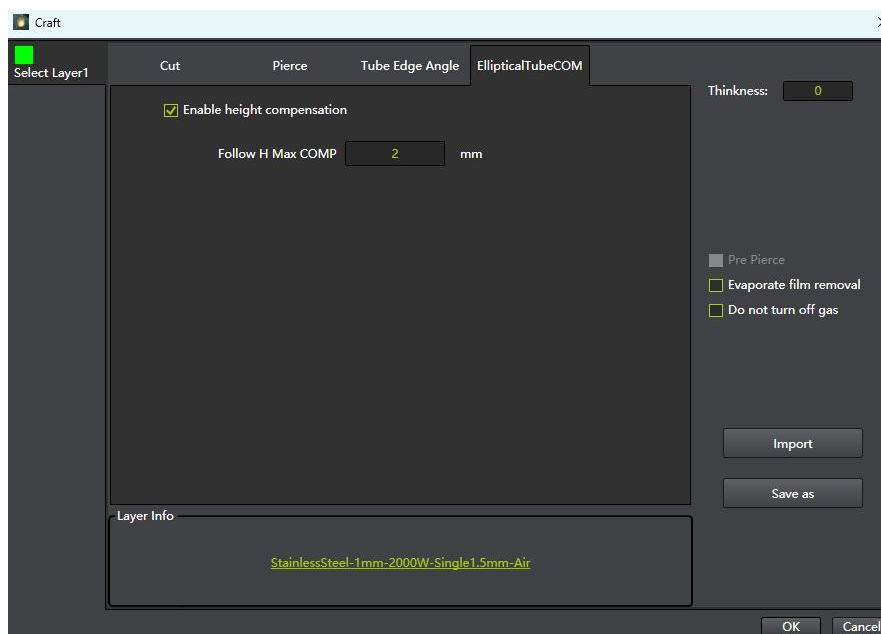 Craft
Select Layer1
Cut Pierce Tube Edge Angle EllipticalTubeCOM
Enable height compensation
Follow H Max COMP 2 mm
Thinkness: 0
Pre Pierce
Evaporate film removal
Do not turn off gas
Import
Save as
Layer Info
StainlessSteel-1mm-2000W-Single1.5mm-Air
OK Cancel